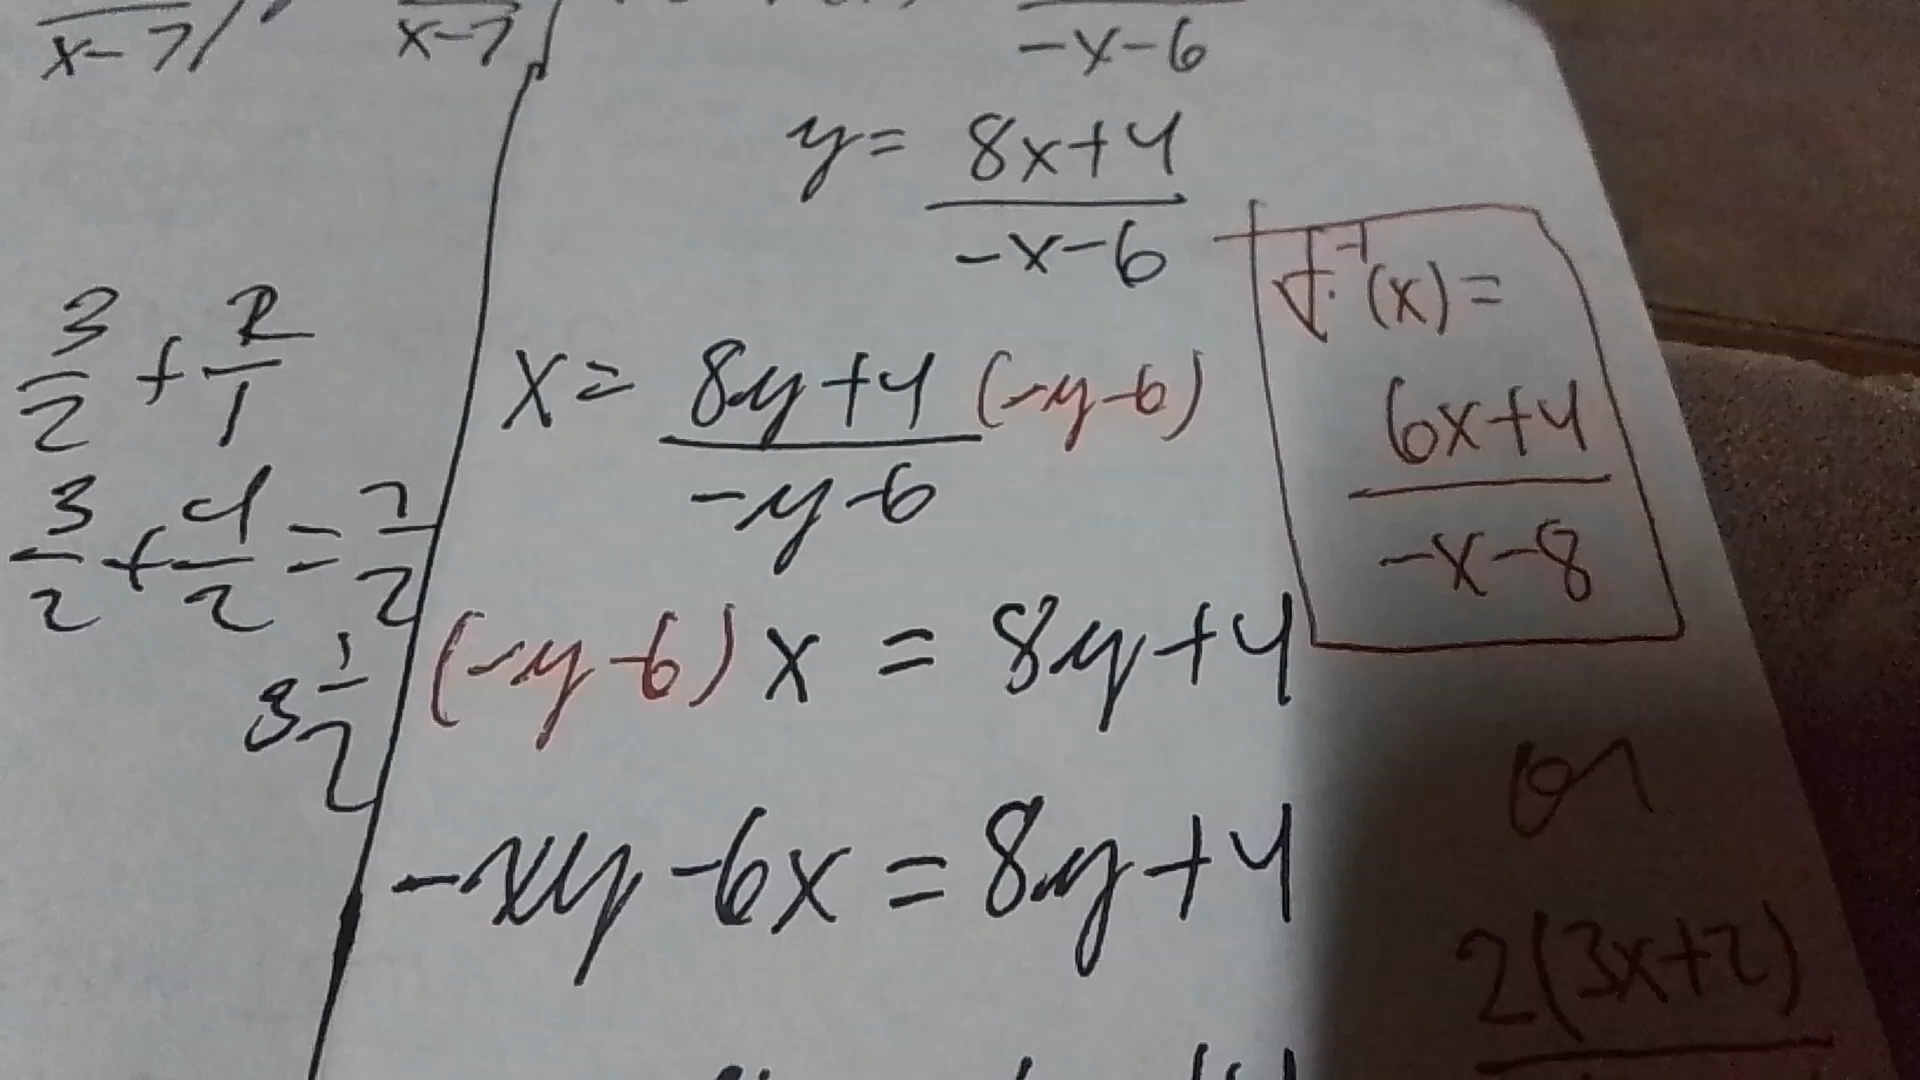 x-7
x-7
-x-6
y= 8x+4
-x-6
x= 8y+4 (-y-6)
-y-6
(-y-6)x = 8y+4
-xy-6x=8y+4
3/2 + 2/1
3/2 + 4/2 = 7/2
3 1/2
f⁻¹(x)=
6x+4
-x-8
or
2(3x+2)